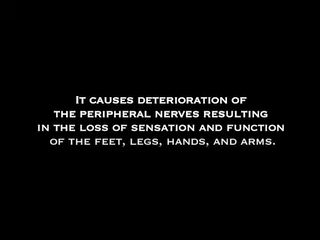 It causes deterioration of
the peripheral nerves resulting
in the loss of sensation and function
of the feet, legs, hands, and arms.